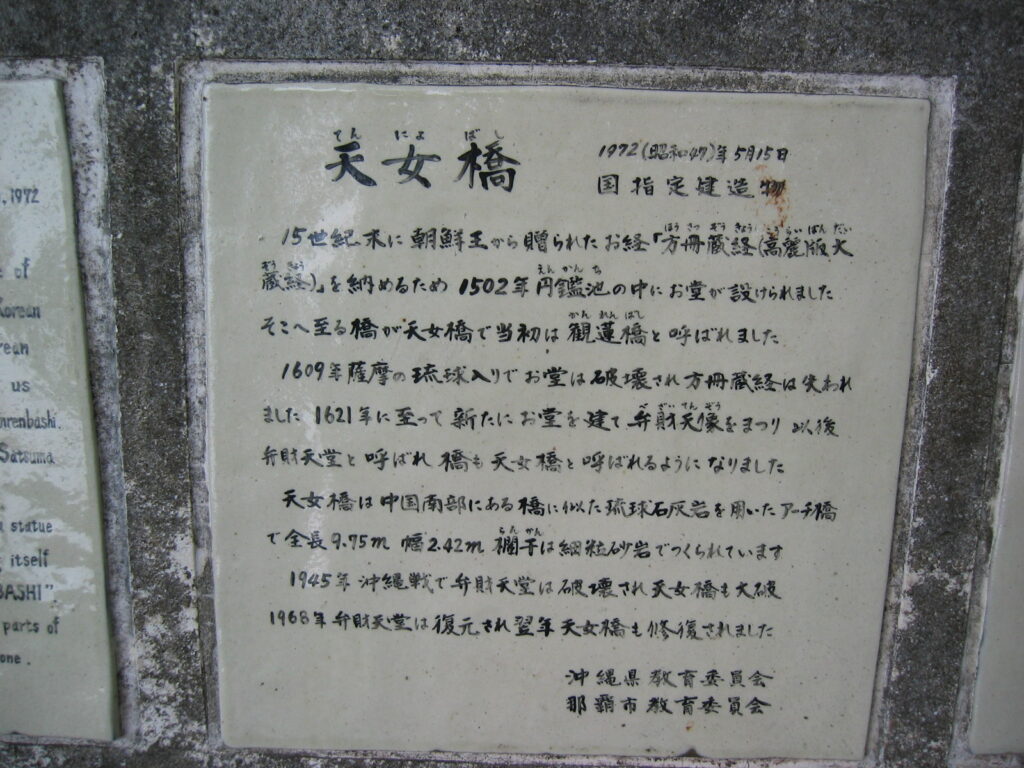 , 1972
e of
Korean
rean
us
nrenbashi.
Satsuma
statue
itself
BASHI"
parts of
one.
てん にょ ばし
天女橋
1972(昭和47)年5月15日
国指定建造物
15世紀末に朝鮮王から贈られたお経「方冊蔵経(高麗版大
蔵経)」を納めるため 1502年円鑑池の中にお堂が設けられました
そこへ至る橋が天女橋で当初は観蓮橋と呼ばれました
1609年薩摩の琉球入りでお堂は破壊され方冊蔵経は失われ
ました 1621年に至って新たにお堂を建て弁財天像をまつり 以後
弁財天堂と呼ばれ 橋も天女橋と呼ばれるようになりました
天女橋は中国南部にある橋に似た琉球石灰岩を用いたアーチ橋
で全長9.75m 幅2.42m 欄干は細粒砂岩でつくられています
1945年沖縄戦で弁財天堂は破壊され天女橋も大破
1968年弁財天堂は復元され翌年天女橋も修復されました
沖縄県教育委員会
那覇市教育委員会